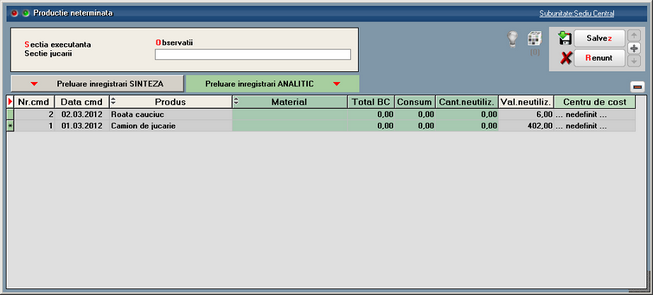 Productie neterminata
Subunitate:Sediu Central
Sectia executanta
Sectie jucarii
Observatii
(0)
Salvez
Renunt
Preluare inregistrari SINTEZA
Preluare inregistrari ANALITIC
Nr.cmd Data cmd Produs Material Total BC Consum Cant.neutiliz. Val.neutiliz. Centru de cost
2 02.03.2012 Roata cauciuc 0,00 0,00 0,00 6,00 ... nedefinit ...
1 01.03.2012 Camion de jucarie 0,00 0,00 0,00 402,00 ... nedefinit ...